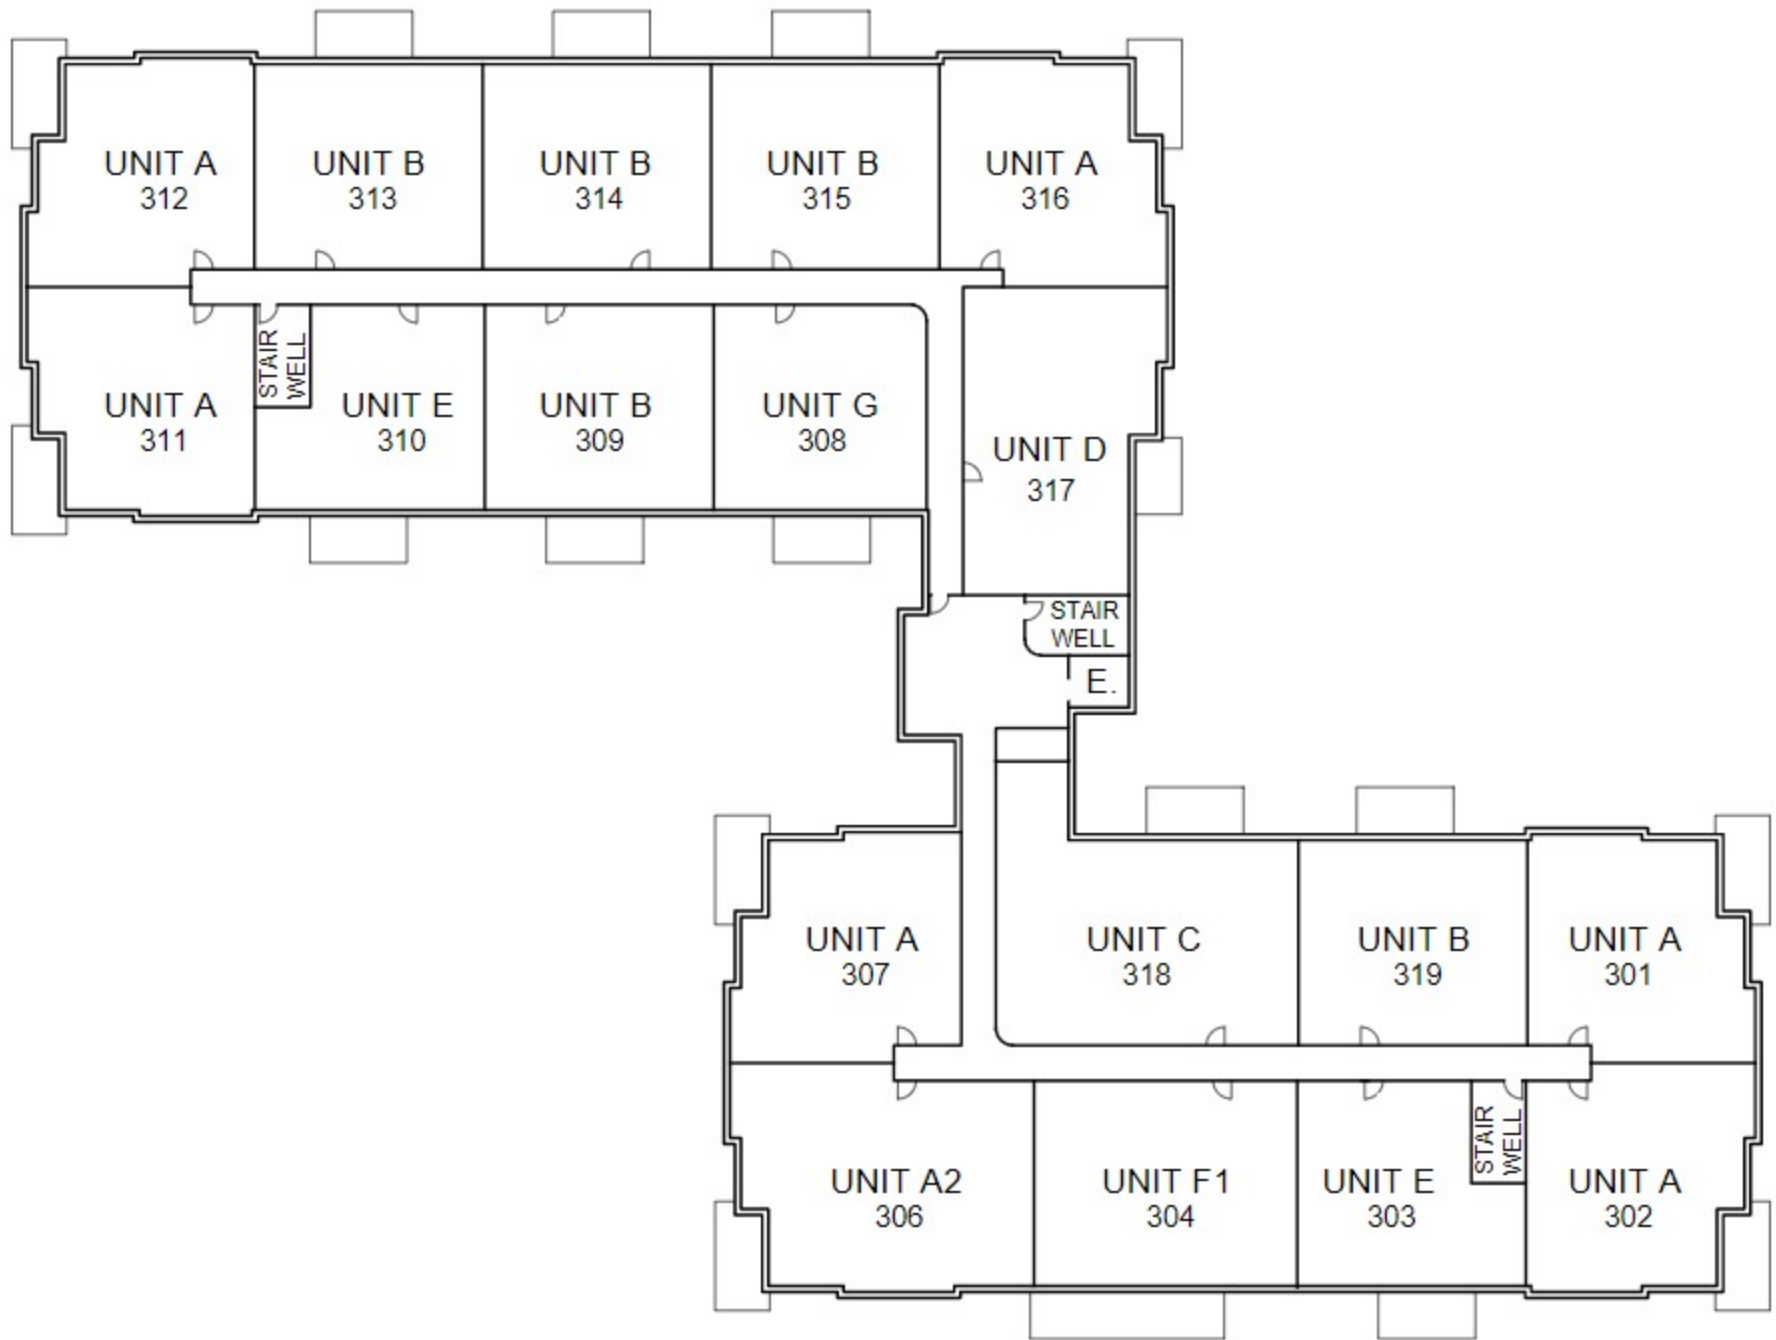 UNIT A
312
UNIT B
313
UNIT B
314
UNIT B
315
UNIT A
316
UNIT A
311
STAIR
WELL
UNIT E
310
UNIT B
309
UNIT G
308
UNIT D
317
STAIR
WELL
E.
UNIT A
307
UNIT C
318
UNIT B
319
UNIT A
301
UNIT A2
306
UNIT F1
304
UNIT E
303
STAIR
WELL
UNIT A
302